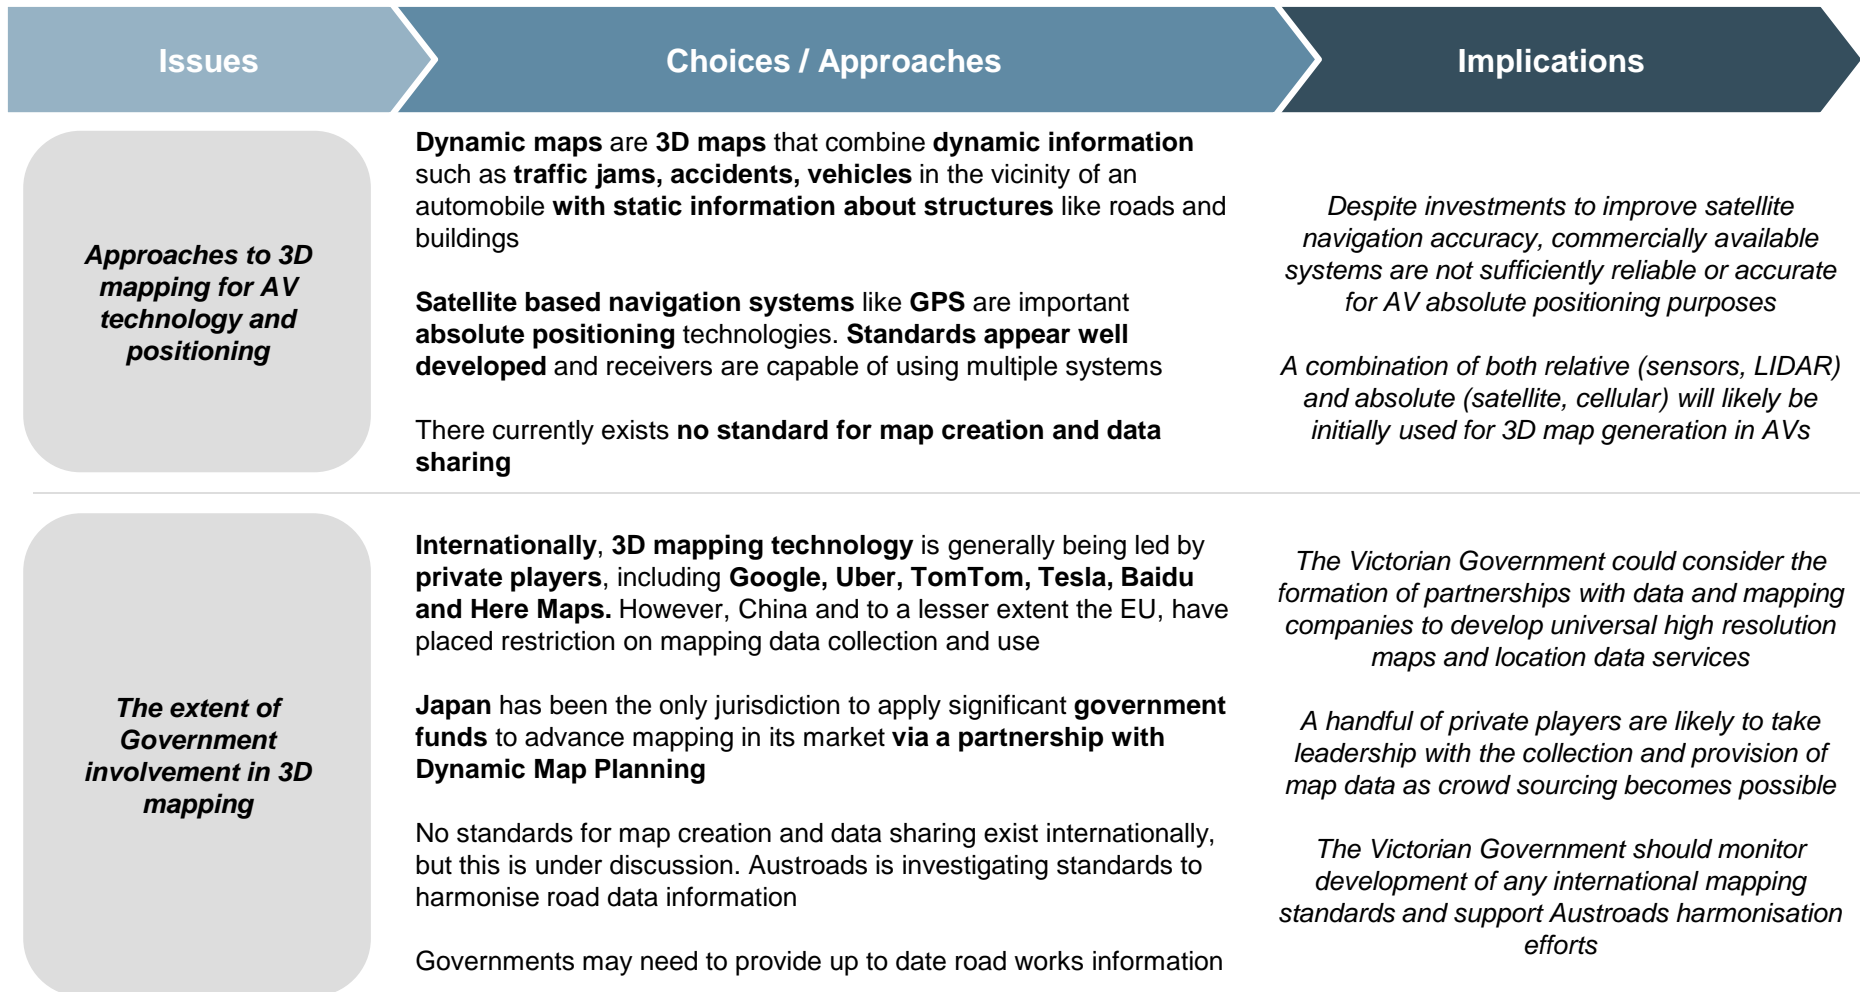 Issues
Choices / Approaches
Implications
Approaches to 3D
mapping for AV
technology and
positioning
Dynamic maps are 3D maps that combine dynamic information
such as traffic jams, accidents, vehicles in the vicinity of an
automobile with static information about structures like roads and
buildings
Satellite based navigation systems like GPS are important
absolute positioning technologies. Standards appear well
developed and receivers are capable of using multiple systems
There currently exists no standard for map creation and data
sharing
Despite investments to improve satellite
navigation accuracy, commercially available
systems are not sufficiently reliable or accurate
for AV absolute positioning purposes
A combination of both relative (sensors, LIDAR)
and absolute (satellite, cellular) will likely be
initially used for 3D map generation in AVs
The extent of
Government
involvement in 3D
mapping
Internationally, 3D mapping technology is generally being led by
private players, including Google, Uber, TomTom, Tesla, Baidu
and Here Maps. However, China and to a lesser extent the EU, have
placed restriction on mapping data collection and use
Japan has been the only jurisdiction to apply significant government
funds to advance mapping in its market via a partnership with
Dynamic Map Planning
No standards for map creation and data sharing exist internationally,
but this is under discussion. Austroads is investigating standards to
harmonise road data information
Governments may need to provide up to date road works information
The Victorian Government could consider the
formation of partnerships with data and mapping
companies to develop universal high resolution
maps and location data services
A handful of private players are likely to take
leadership with the collection and provision of
map data as crowd sourcing becomes possible
The Victorian Government should monitor
development of any international mapping
standards and support Austroads harmonisation
efforts